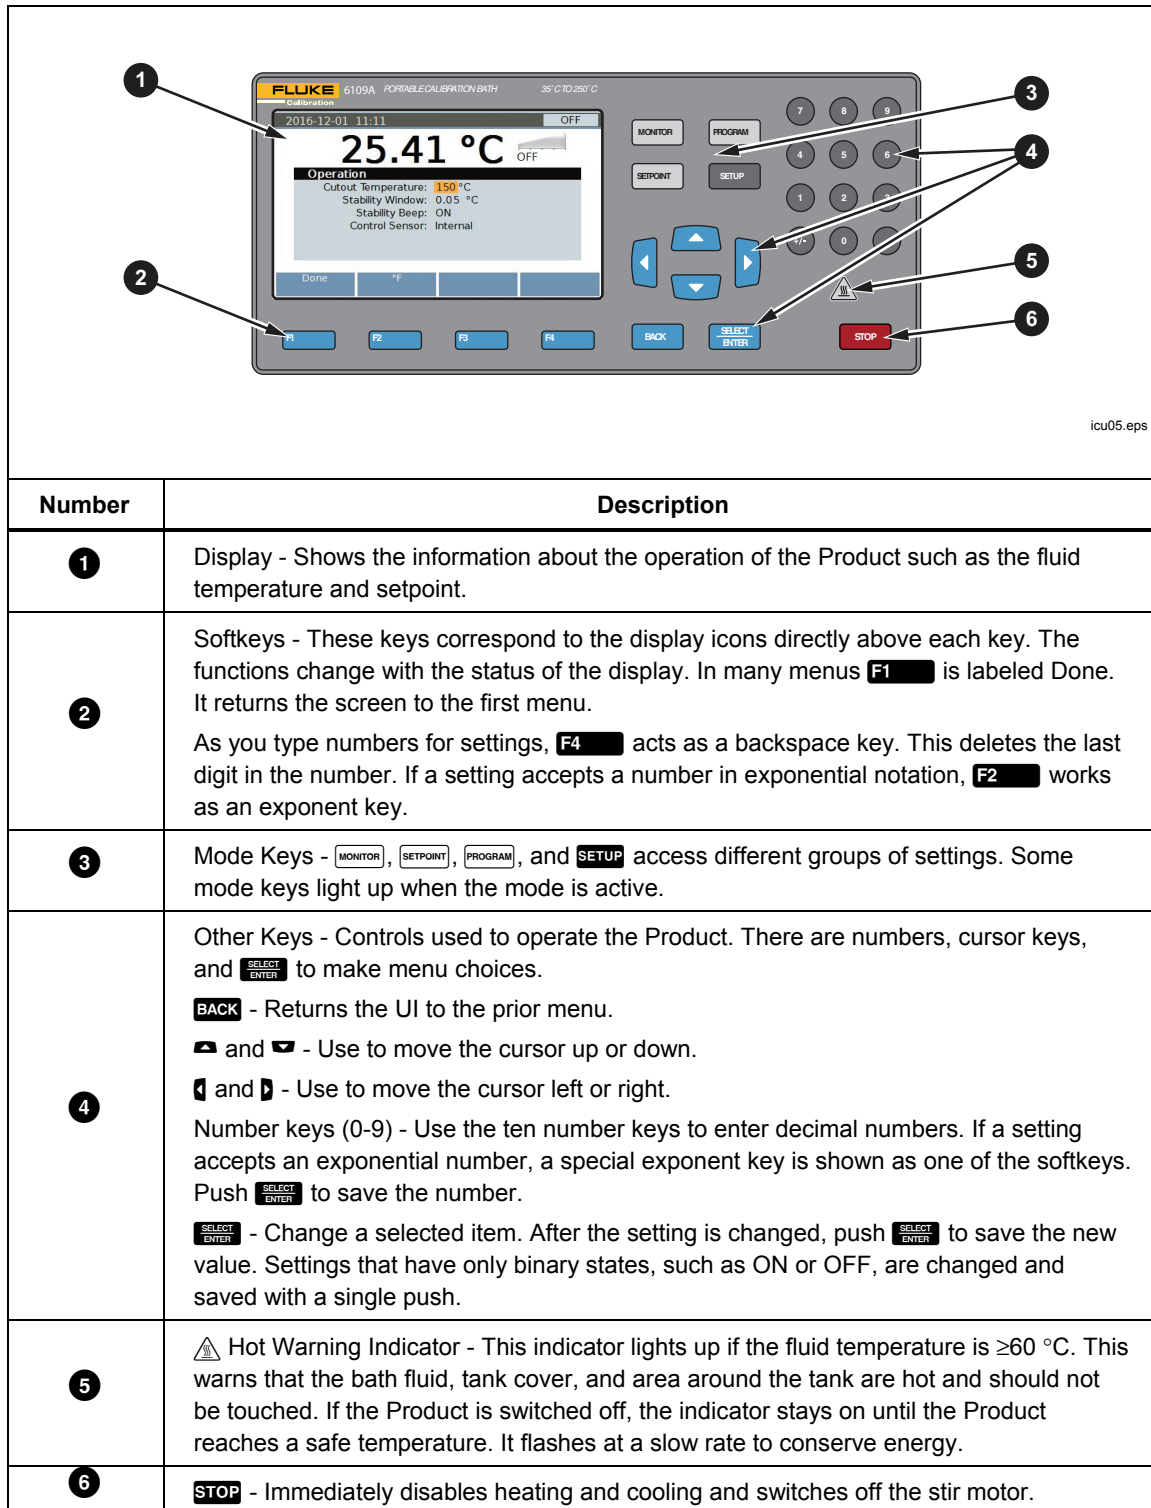 1
FLUKE 6109A PORTABLE CALIBRATION BATH 35°C TO 250°C
Calibration
2016-12-01 11:11 OFF
25.41 °C
OFF
Operation
Cutout Temperature: 150 °C
Stability Window: 0.05 °C
Stability Beep: ON
Control Sensor: Internal
Done °F
2
F1 F2 F3 F4
MONITOR PROGRAM
SETPOINT SETUP
BACK SELECT ENTER STOP
7 8 9
4 5 6
1 2
+/- 0
3
4
5
6
icu05.eps
Number Description
1 Display - Shows the information about the operation of the Product such as the fluid
temperature and setpoint.
2 Softkeys - These keys correspond to the display icons directly above each key. The
functions change with the status of the display. In many menus F1 is labeled Done.
It returns the screen to the first menu.
As you type numbers for settings, F4 acts as a backspace key. This deletes the last
digit in the number. If a setting accepts a number in exponential notation, F2 works
as an exponent key.
3 Mode Keys - MONITOR, SETPOINT, PROGRAM, and SETUP access different groups of settings. Some
mode keys light up when the mode is active.
4 Other Keys - Controls used to operate the Product. There are numbers, cursor keys,
and SELECT ENTER to make menu choices.
BACK - Returns the UI to the prior menu.
and - Use to move the cursor up or down.
and - Use to move the cursor left or right.
Number keys (0-9) - Use the ten number keys to enter decimal numbers. If a setting
accepts an exponential number, a special exponent key is shown as one of the softkeys.
Push SELECT ENTER to save the number.
SELECT ENTER - Change a selected item. After the setting is changed, push SELECT ENTER to save the new
value. Settings that have only binary states, such as ON or OFF, are changed and
saved with a single push.
5 Hot Warning Indicator - This indicator lights up if the fluid temperature is ≥60 °C. This
warns that the bath fluid, tank cover, and area around the tank are hot and should not
be touched. If the Product is switched off, the indicator stays on until the Product
reaches a safe temperature. It flashes at a slow rate to conserve energy.
6 STOP - Immediately disables heating and cooling and switches off the stir motor.